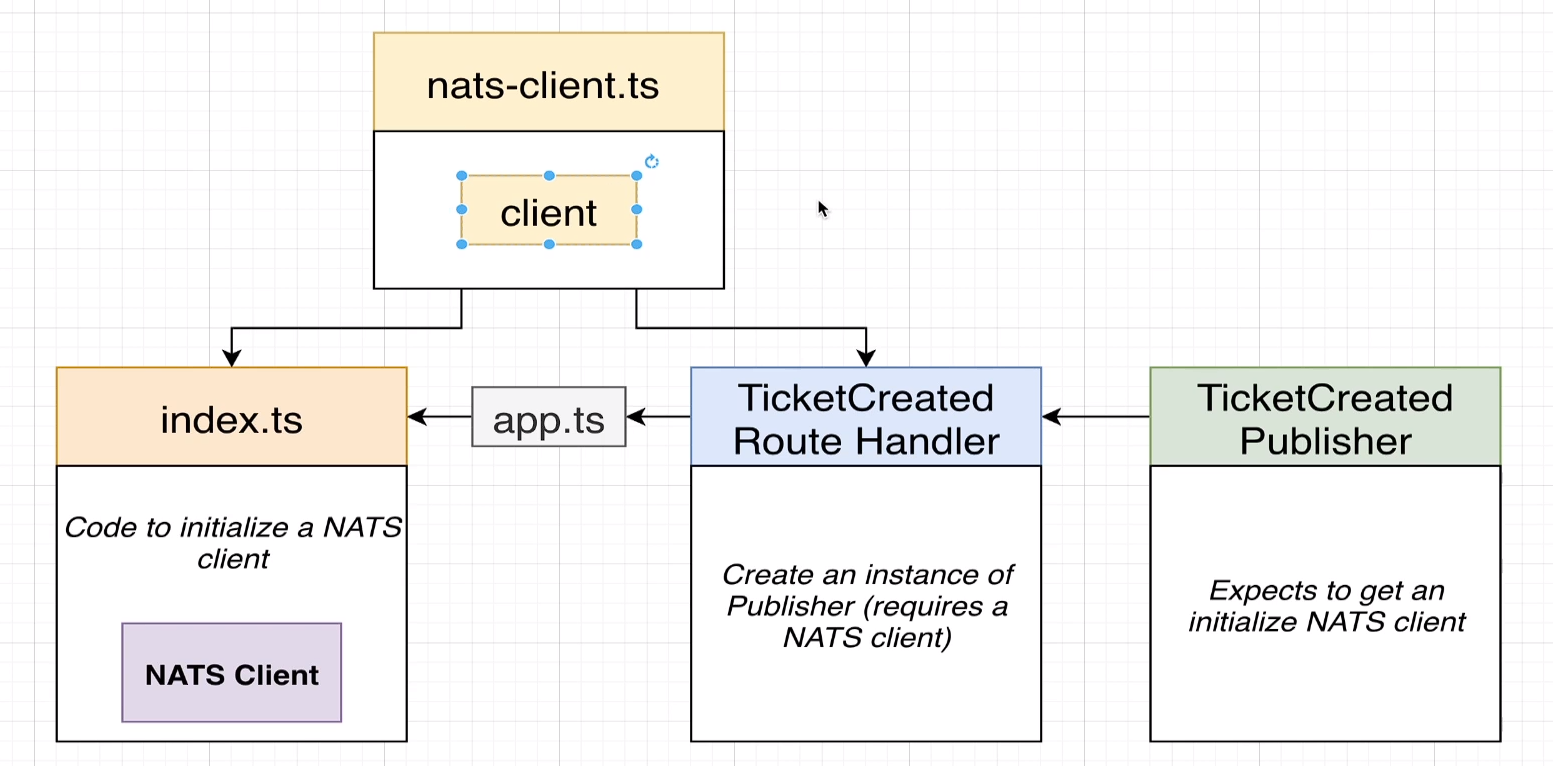 nats-client.ts
client
index.ts
app.ts
TicketCreated
Route Handler
TicketCreated
Publisher
Code to initialize a NATS
client
NATS Client
Create an instance of
Publisher (requires a
NATS client)
Expects to get an
initialize NATS client